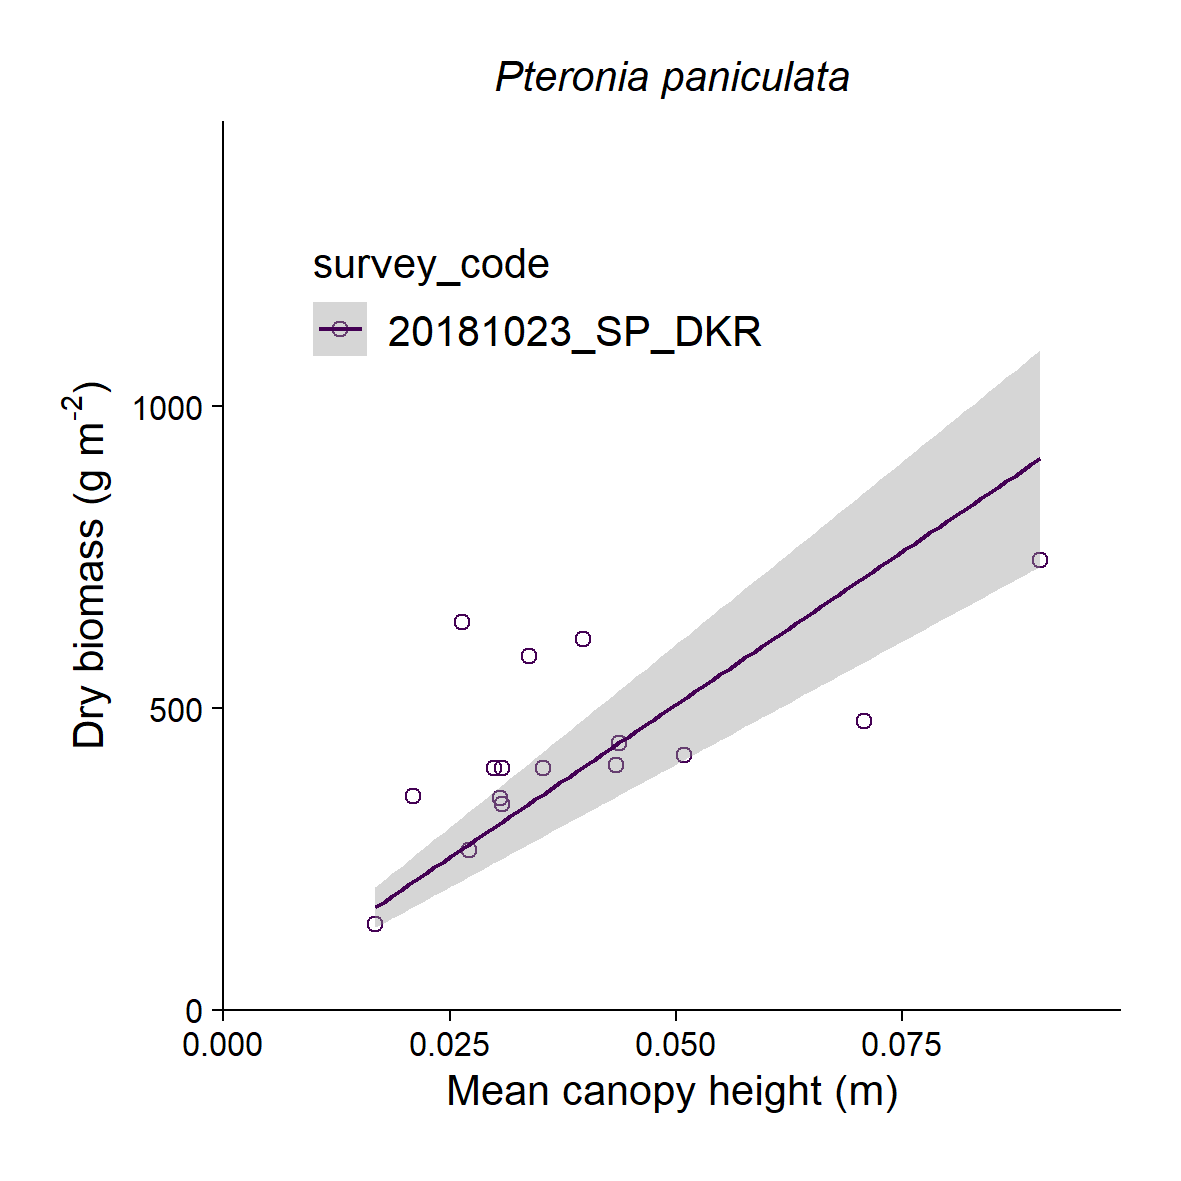 Pteronia paniculata
survey_code
20181023_SP_DKR
Dry biomass (g m⁻²)
1000
500
0
0.000 0.025 0.050 0.075
Mean canopy height (m)